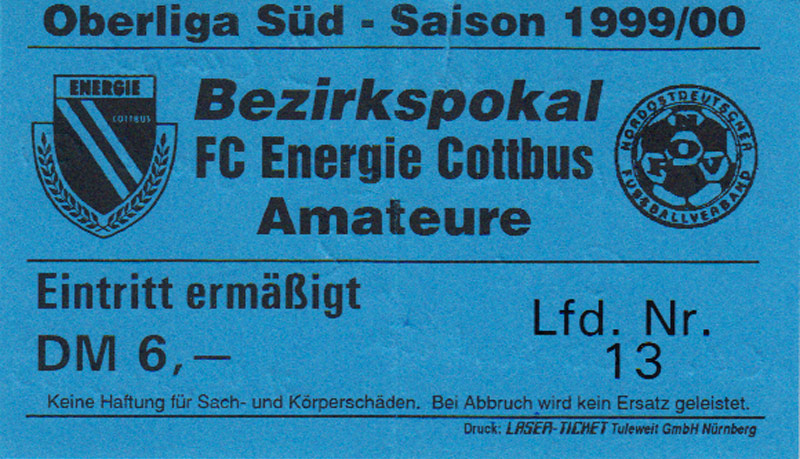 Oberliga Süd - Saison 1999/00
ENERGIE
COTTBUS
Bezirkspokal
FC Energie Cottbus
Amateure
NORDOSTDEUTSCHER
NOFV
FUSSBALLVERBAND
Eintritt ermäßigt
DM 6,—
Lfd. Nr.
13
Keine Haftung für Sach- und Körperschäden. Bei Abbruch wird kein Ersatz geleistet.
Druck: LASER-TICKET Tuleweit GmbH Nürnberg